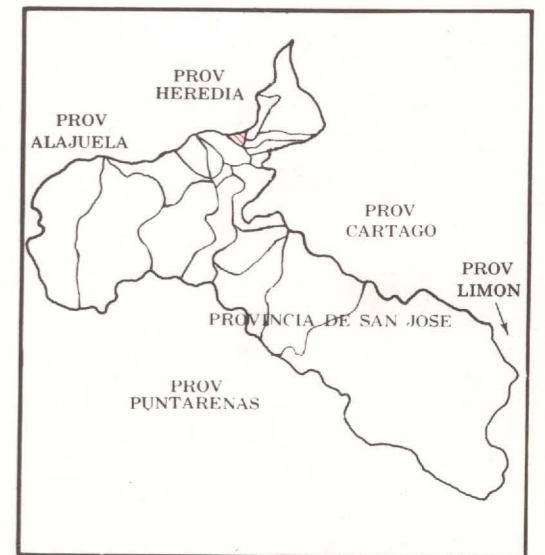 PROV
HEREDIA
PROV
ALAJUELA
PROV
CARTAGO
PROV
LIMON
PROVINCIA DE SAN JOSE
PROV
PUNTARENAS